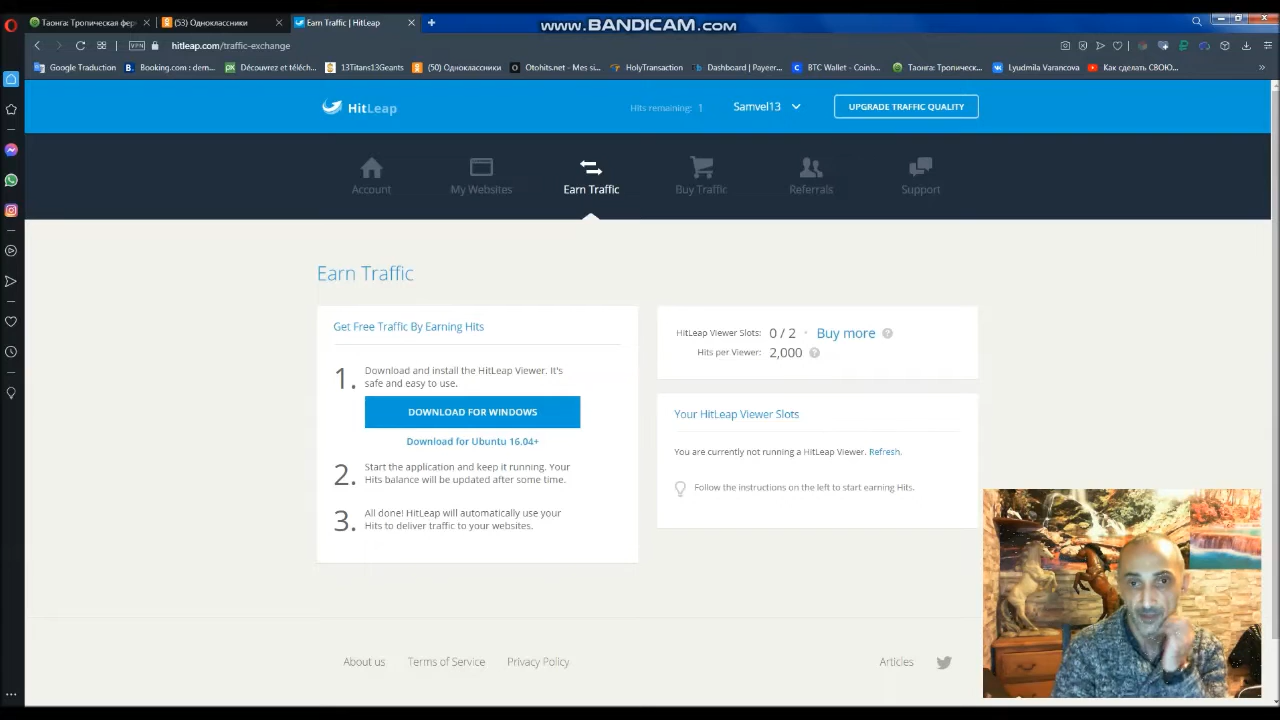 Таонга: Тропическая фер
(53) Одноклассники
Earn Traffic | HitLeap
WWW.BANDICAM.COM
VPN
hitleap.com/traffic-exchange
Google Traduction
Booking.com : dern...
Découvrez et téléch...
13Titans13Geants
(50) Одноклассники
Otohits.net - Mes si...
HolyTransaction
Dashboard | Payeer...
BTC Wallet - Coinb...
Таонга: Тропическ...
Lyudmila Varancova
Как сделать СВОЮ...
HitLeap
Hits remaining: 1
Samvel13
UPGRADE TRAFFIC QUALITY
Account
My Websites
Earn Traffic
Buy Traffic
Referrals
Support
Earn Traffic
Get Free Traffic By Earning Hits
1. Download and install the HitLeap Viewer. It's
safe and easy to use.
DOWNLOAD FOR WINDOWS
Download for Ubuntu 16.04+
2. Start the application and keep it running. Your
Hits balance will be updated after some time.
3. All done! HitLeap will automatically use your
Hits to deliver traffic to your websites.
HitLeap Viewer Slots: 0 / 2 • Buy more ?
Hits per Viewer: 2,000 ?
Your HitLeap Viewer Slots
You are currently not running a HitLeap Viewer. Refresh.
Follow the instructions on the left to start earning Hits.
About us
Terms of Service
Privacy Policy
Articles